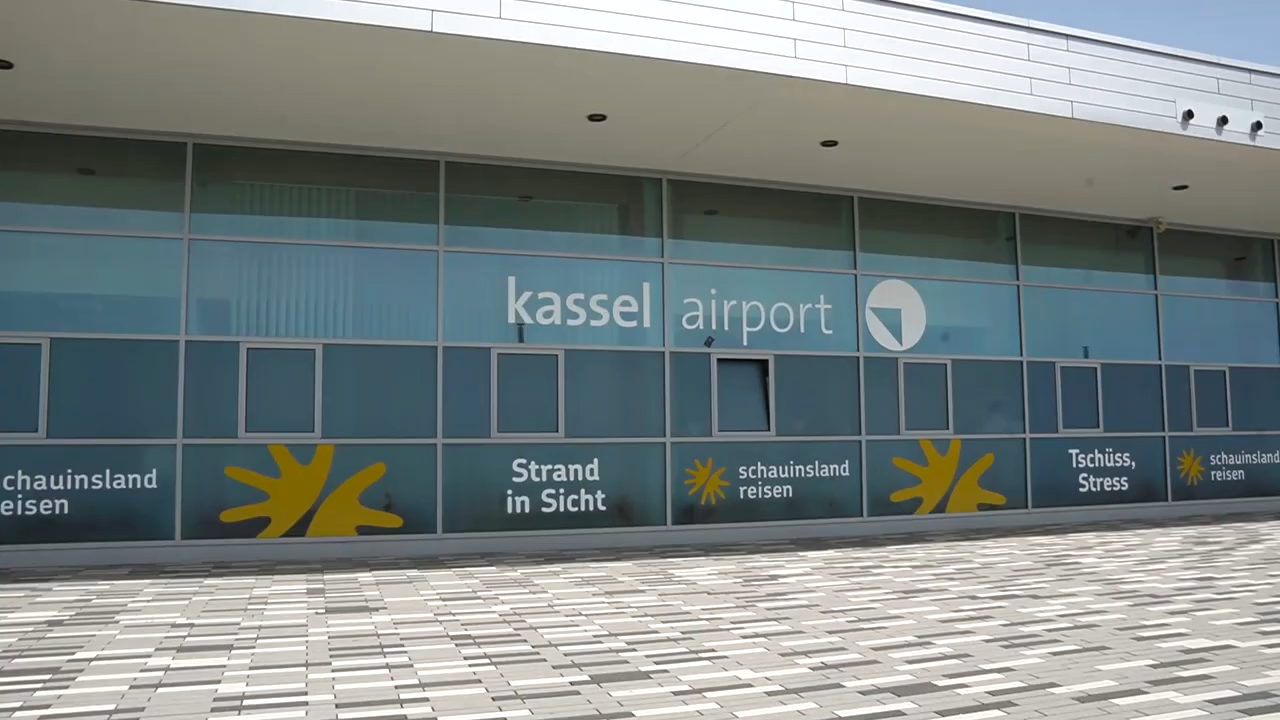 kassel airport
schauinsland
reisen
Strand
in Sicht
schauinsland
reisen
Tschüss,
Stress
schauinsland
reisen